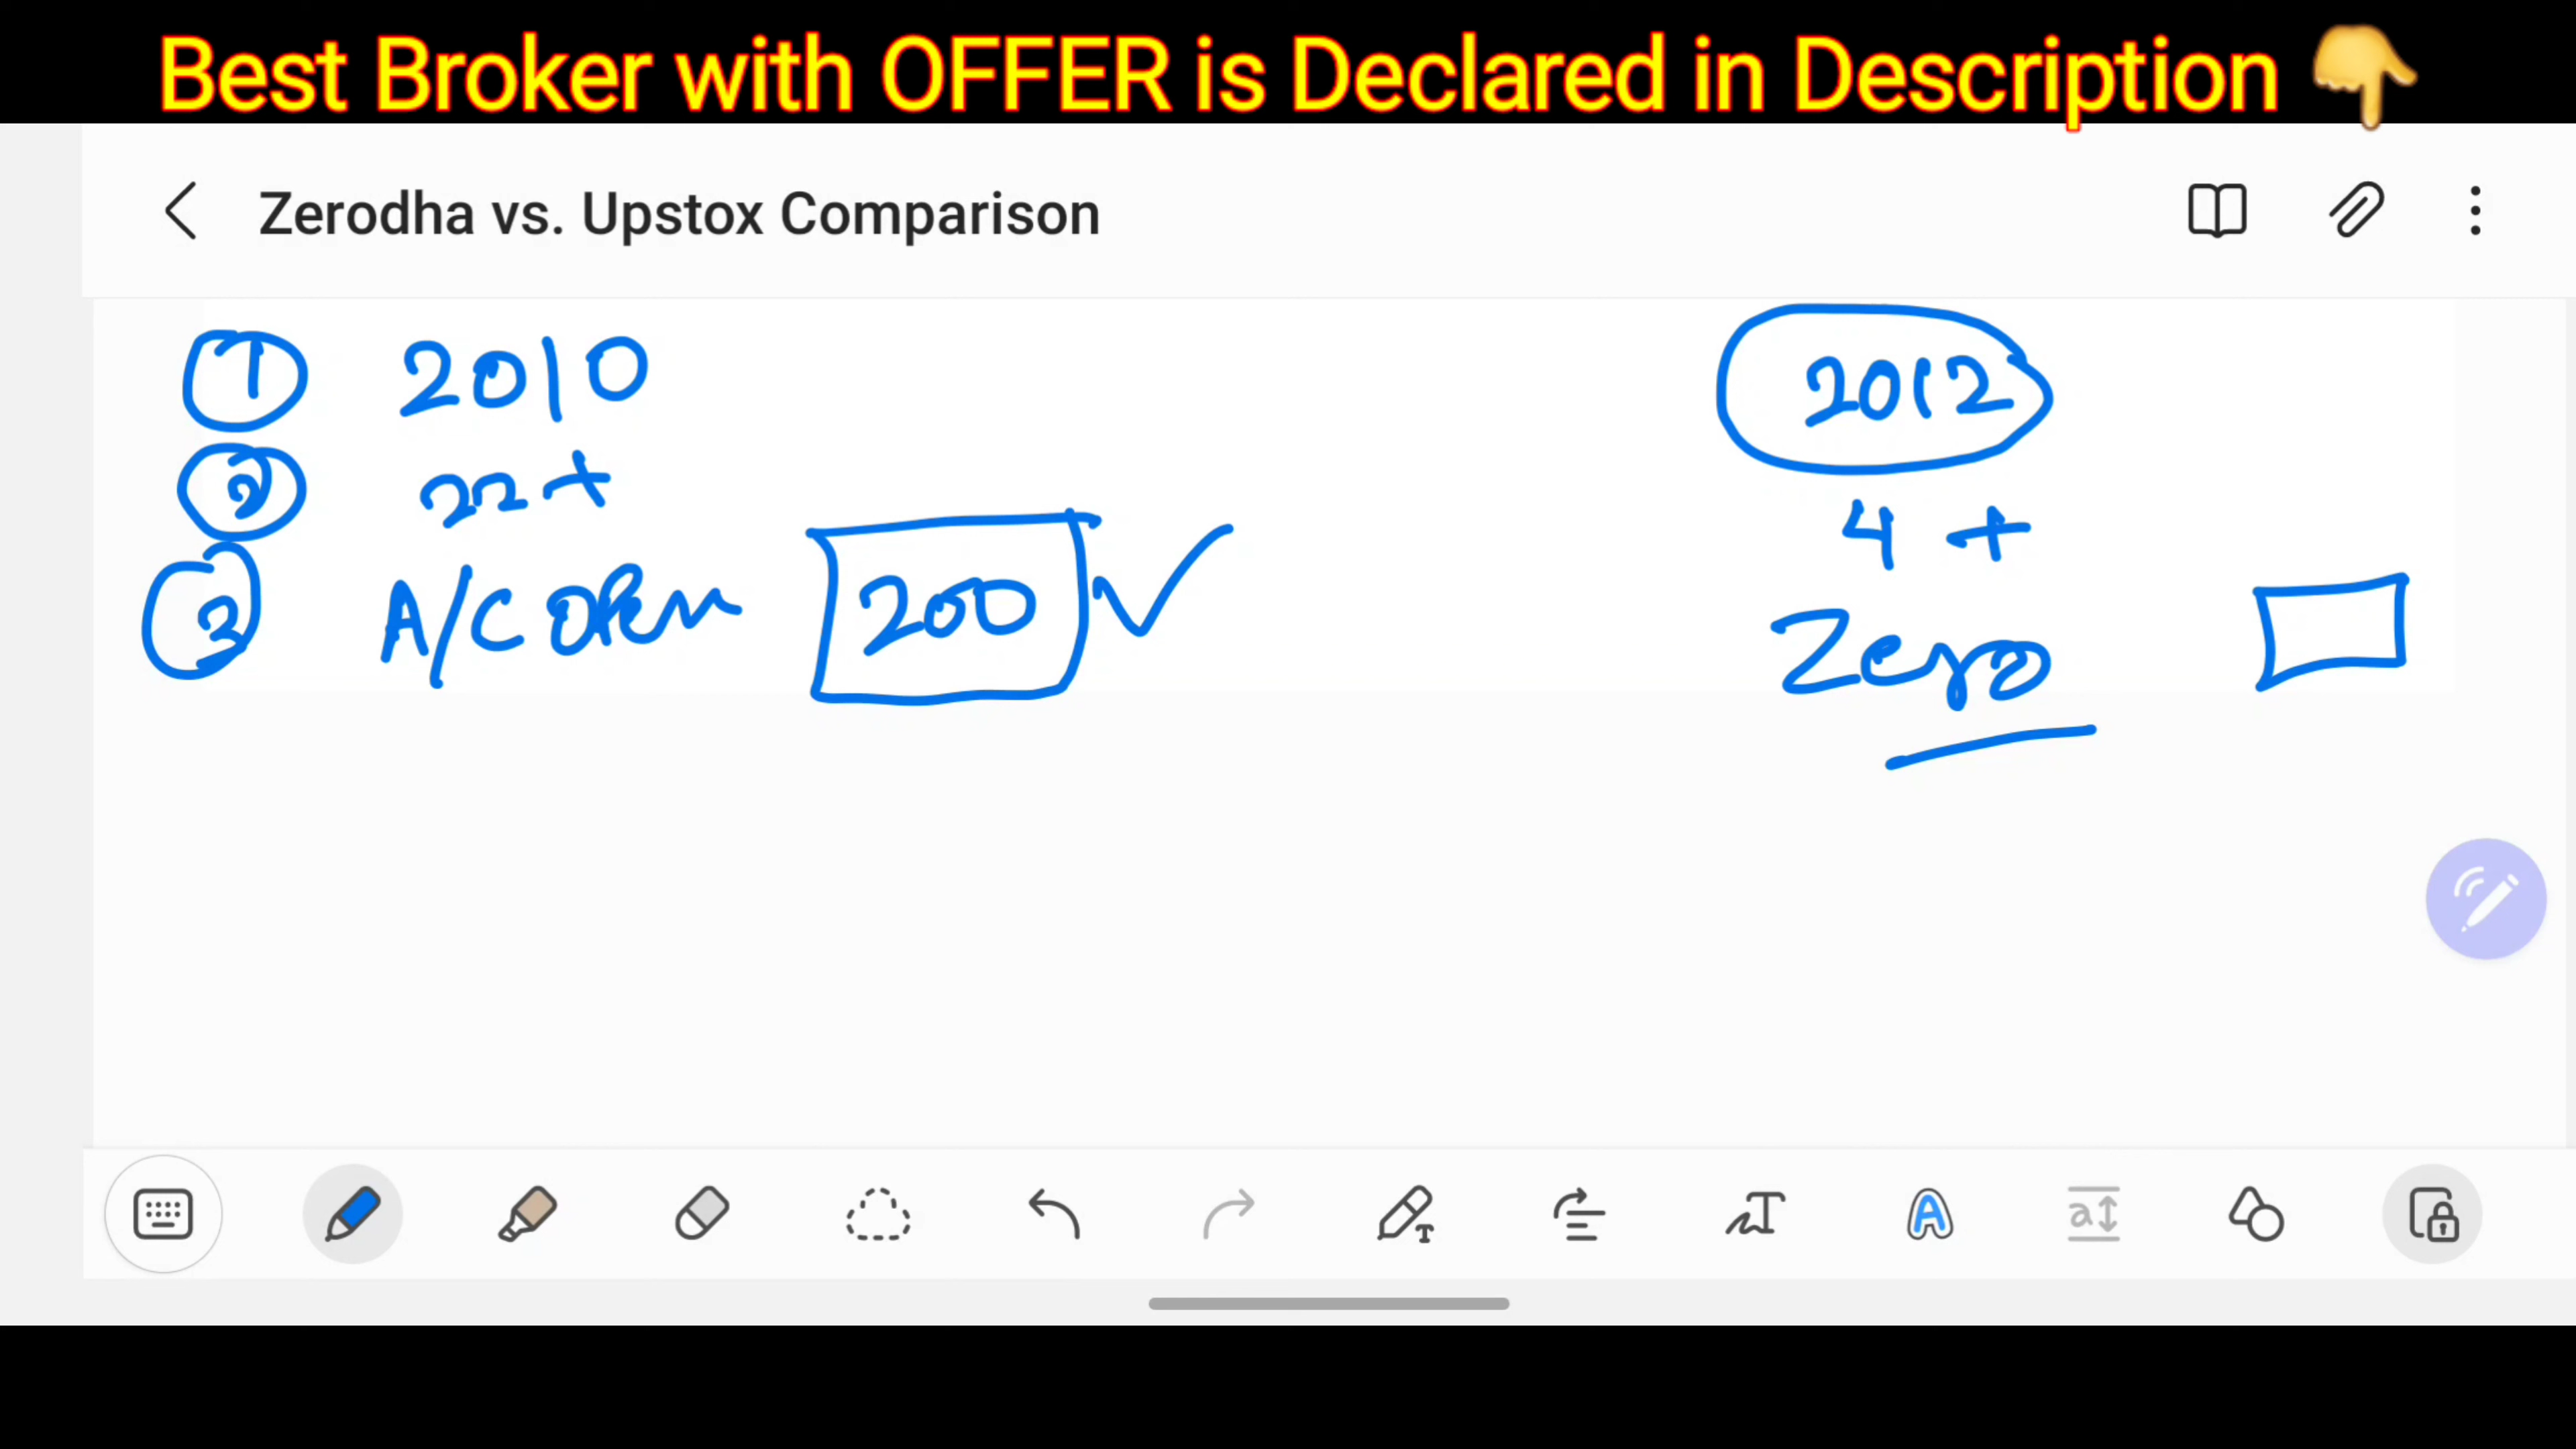 Best Broker with OFFER is Declared in Description 👇
Zerodha vs. Upstox Comparison
1 2010 2012
2 22+ 4+
3 A/C Open 200 Zero